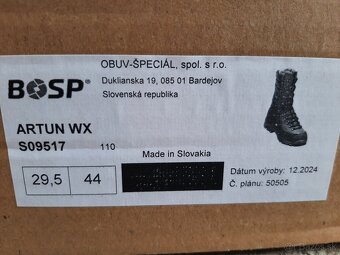 OBUV-ŠPECIÁL, spol. s r.o.
Duklianska 19, 085 01 Bardejov
Slovenská republika
BOSP®
ARTUN WX
S09517 110
Made in Slovakia
29,5 44
Dátum výroby: 12.2024
Č. plánu: 50505